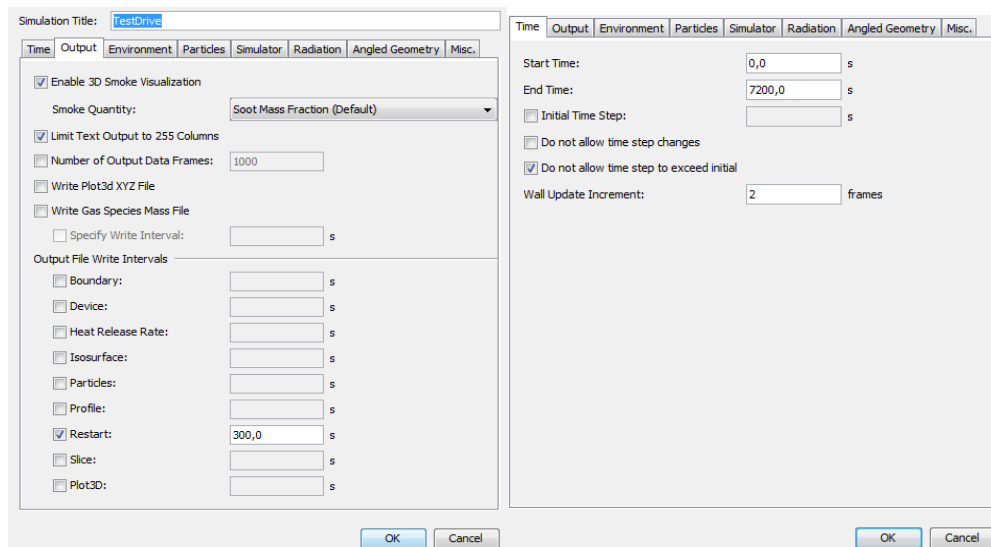 Simulation Title: TestDrive
Time Output Environment Particles Simulator Radiation Angled Geometry Misc.
Enable 3D Smoke Visualization
Smoke Quantity: Soot Mass Fraction (Default)
Limit Text Output to 255 Columns
Number of Output Data Frames: 1000
Write Plot3d XYZ File
Write Gas Species Mass File
Specify Write Interval: s
Output File Write Intervals
Boundary: s
Device: s
Heat Release Rate: s
Isosurface: s
Particles: s
Profile: s
Restart: 300,0 s
Slice: s
Plot3D: s
OK Cancel
Time Output Environment Particles Simulator Radiation Angled Geometry Misc.
Start Time: 0,0 s
End Time: 7200,0 s
Initial Time Step: s
Do not allow time step changes
Do not allow time step to exceed initial
Wall Update Increment: 2 frames
OK Cancel